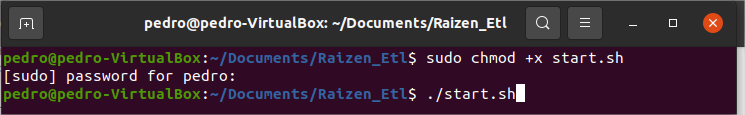 pedro@pedro-VirtualBox: ~/Documents/Raizen_Etl
pedro@pedro-VirtualBox:~/Documents/Raizen_Etl$ sudo chmod +x start.sh
[sudo] password for pedro:
pedro@pedro-VirtualBox:~/Documents/Raizen_Etl$ ./start.sh